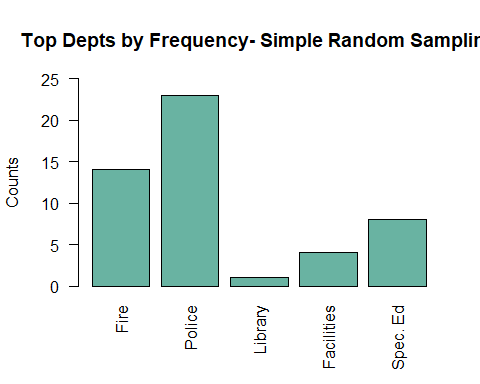 Top Depts by Frequency- Simple Random Samplin
25
20
15
10
5
0
Counts
Fire
Police
Library
Facilities
Spec. Ed